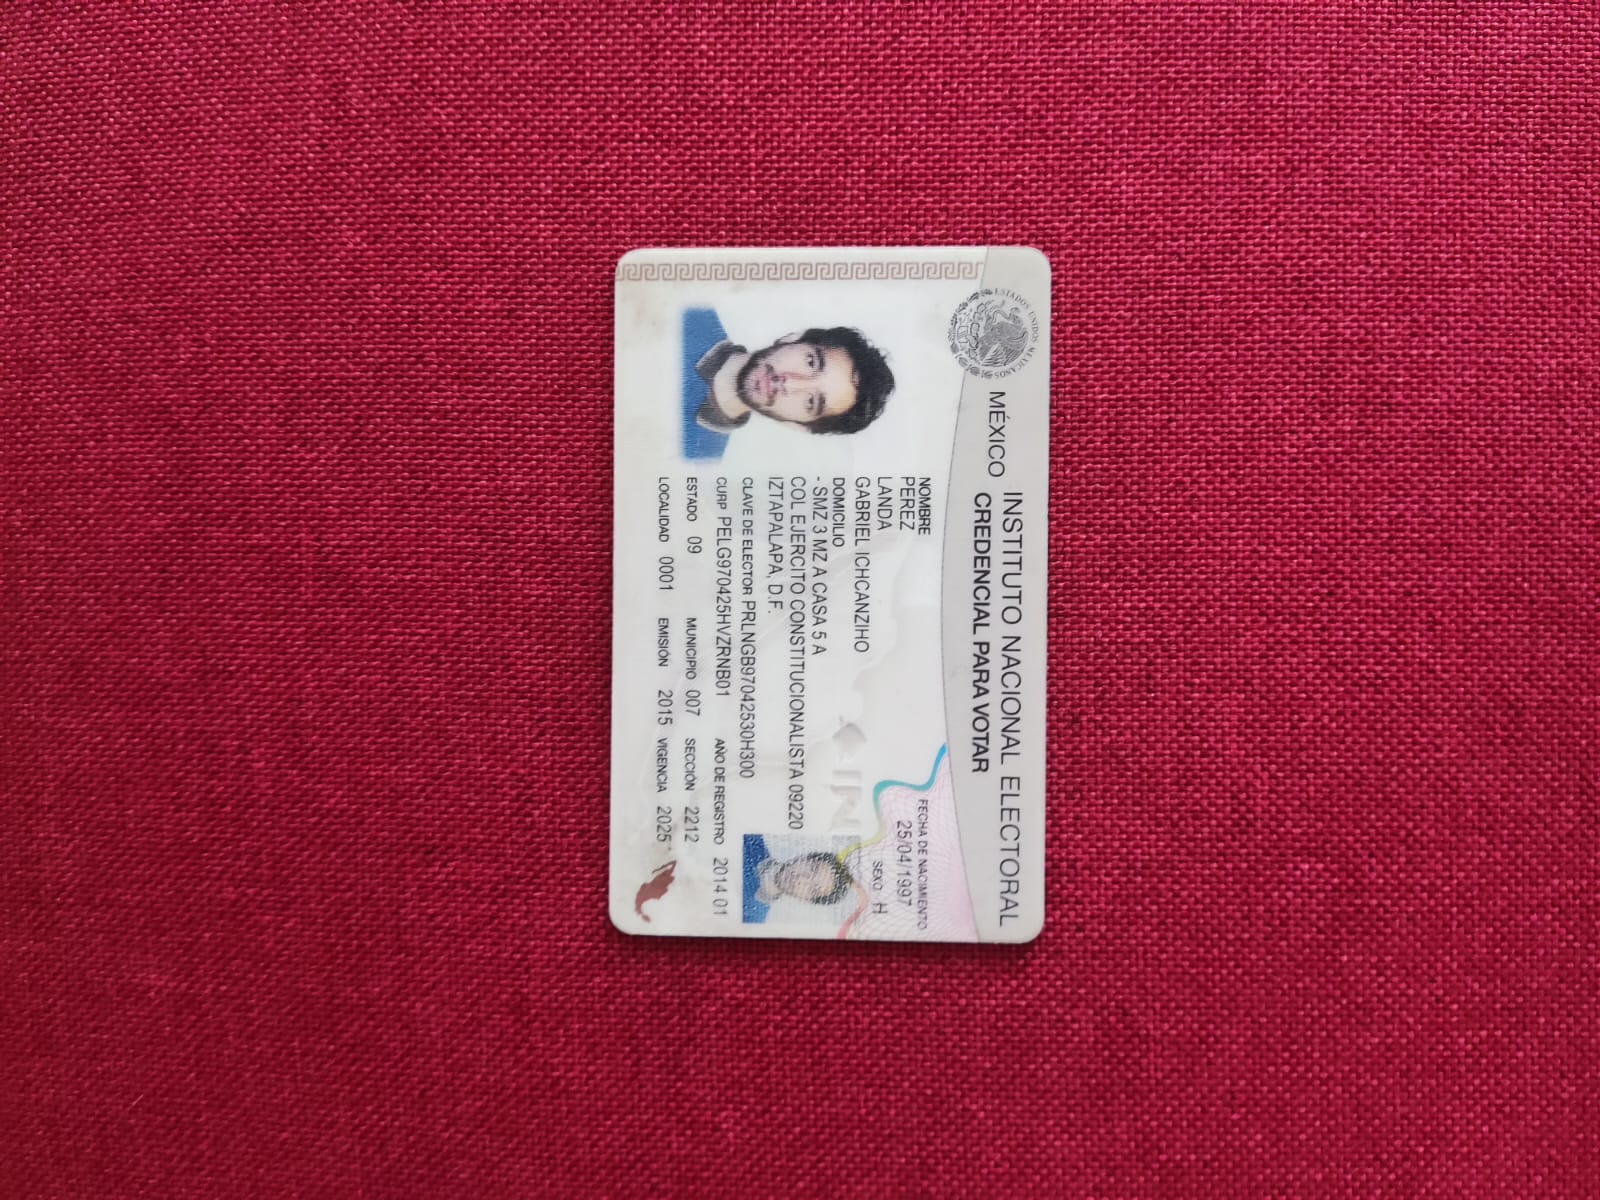 ESTADOS UNIDOS MEXICANOS
MÉXICO
INSTITUTO NACIONAL ELECTORAL
CREDENCIAL PARA VOTAR
NOMBRE
PEREZ
LANDA
GABRIEL ICHCANZIHO
FECHA DE NACIMIENTO
25/04/1997
SEXO H
DOMICILIO
- SMZ 3 MZ A CASA 5 A
COL EJERCITO CONSTITUCIONALISTA 09220
IZTAPALAPA, D.F.
INE
CLAVE DE ELECTOR PRLNGB97042530H300
CURP PELG970425HVZRNB01 AÑO DE REGISTRO 2014 01
ESTADO 09 MUNICIPIO 007 SECCIÓN 2212
LOCALIDAD 0001 EMISIÓN 2015 VIGENCIA 2025